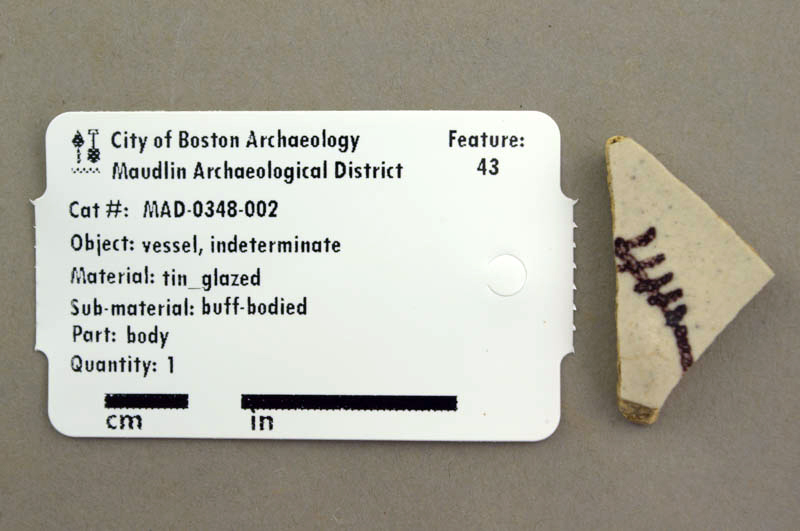 City of Boston Archaeology
Maudlin Archaeological District
Feature:
43
Cat #: MAD-0348-002
Object: vessel, indeterminate
Material: tin_glazed
Sub-material: buff-bodied
Part: body
Quantity: 1
cm in